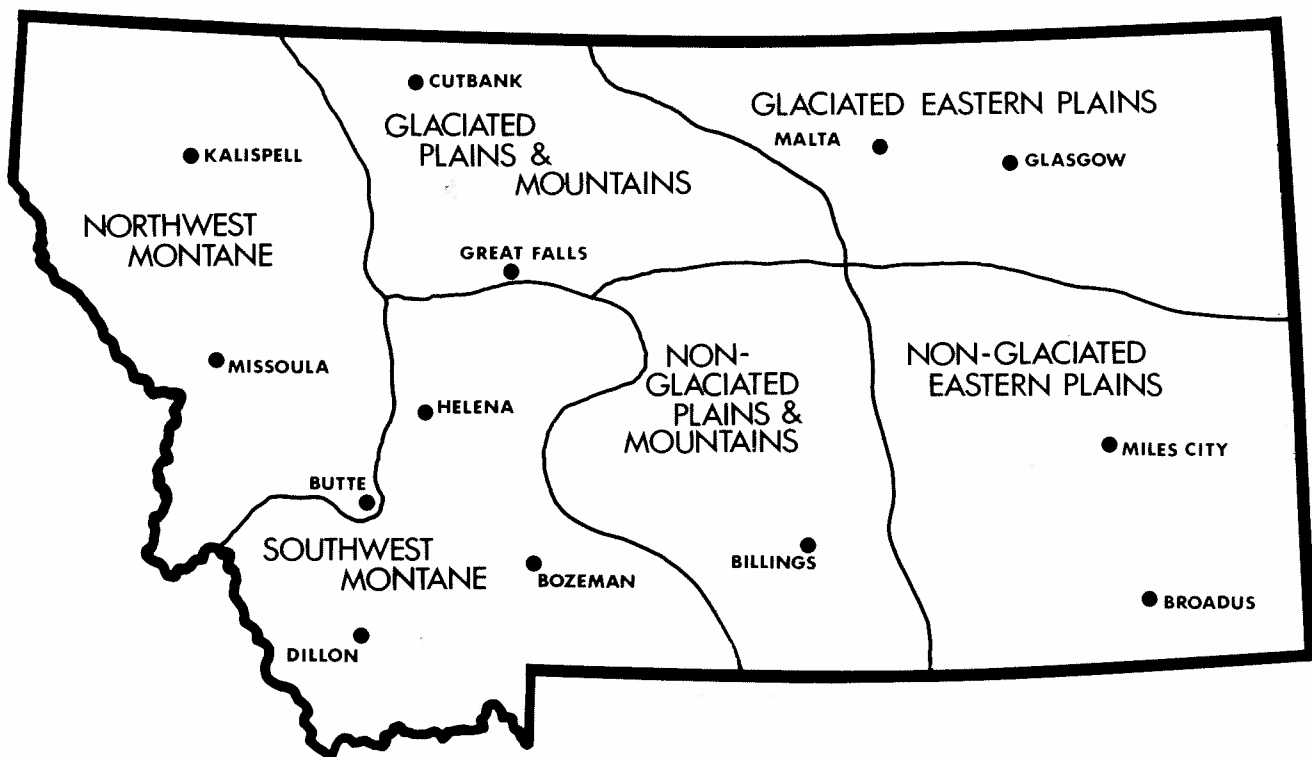 CUTBANK
GLACIATED
PLAINS &
MOUNTAINS
GLACIATED EASTERN PLAINS
MALTA
GLASGOW
KALISPELL
NORTHWEST
MONTANE
GREAT FALLS
MISSOULA
HELENA
NON-
GLACIATED
PLAINS &
MOUNTAINS
NON-GLACIATED
EASTERN PLAINS
MILES CITY
BUTTE
SOUTHWEST
MONTANE
BOZEMAN
BILLINGS
BROADUS
DILLON